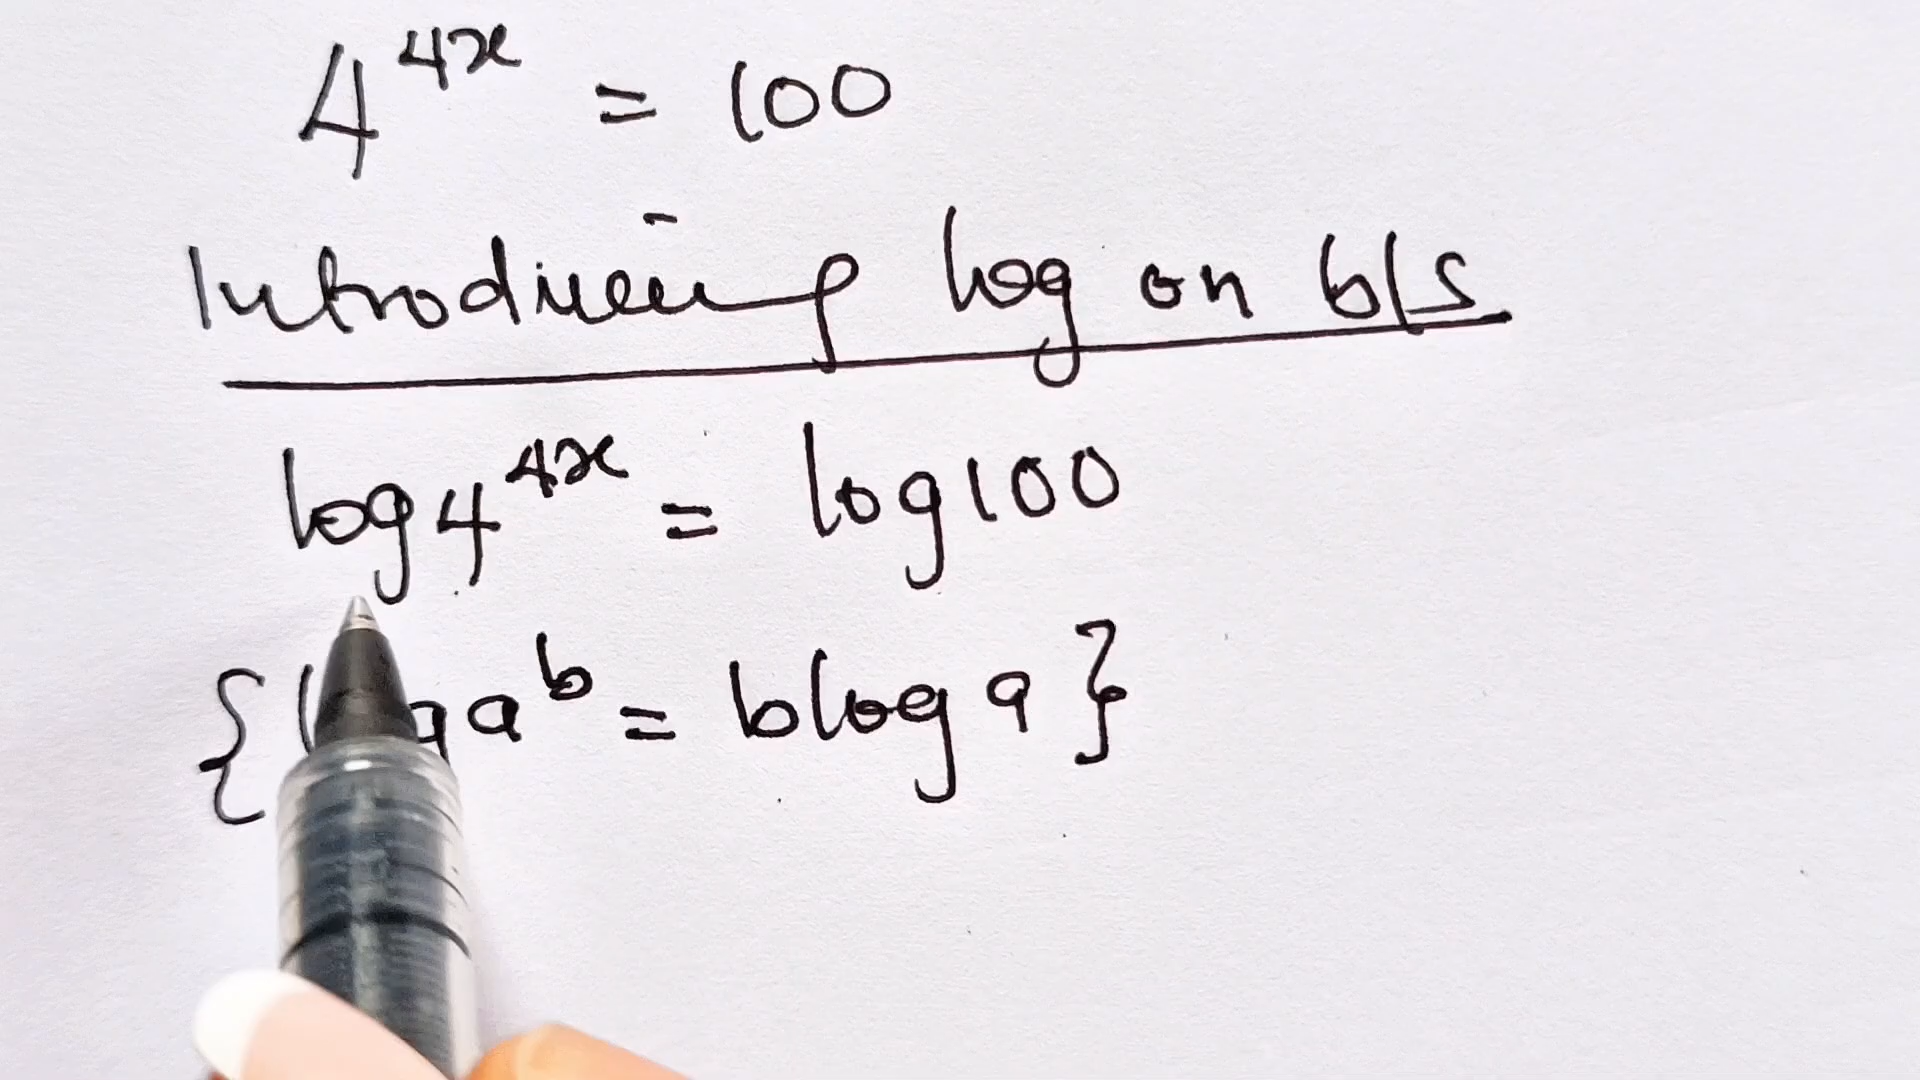 4^{4x} = 100
Introducing log on b/s
log 4^{4x} = log 100
{ a^b = b log a }